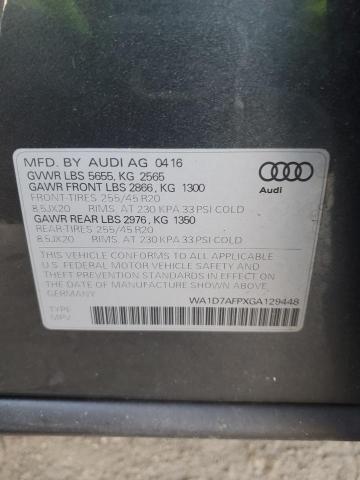 MFD. BY AUDI AG 04 16
GVWR LBS 5655, KG 2565
GAWR FRONT LBS 2866, KG 1300
FRONT-TIRES 255/45 R20
8.5JX20 RIMS, AT 230 KPA 33 PSI COLD
GAWR REAR LBS 2976, KG 1350
REAR-TIRES 255/45 R20
8.5JX20 RIMS, AT 230 KPA 33 PSI COLD
THIS VEHICLE CONFORMS TO ALL APPLICABLE
U.S. FEDERAL MOTOR VEHICLE SAFETY AND
THEFT PREVENTION STANDARDS IN EFFECT ON
THE DATE OF MANUFACTURE SHOWN ABOVE.
GERMANY
WA1D7AFPXGA129448
TYPE:
MPV
Audi